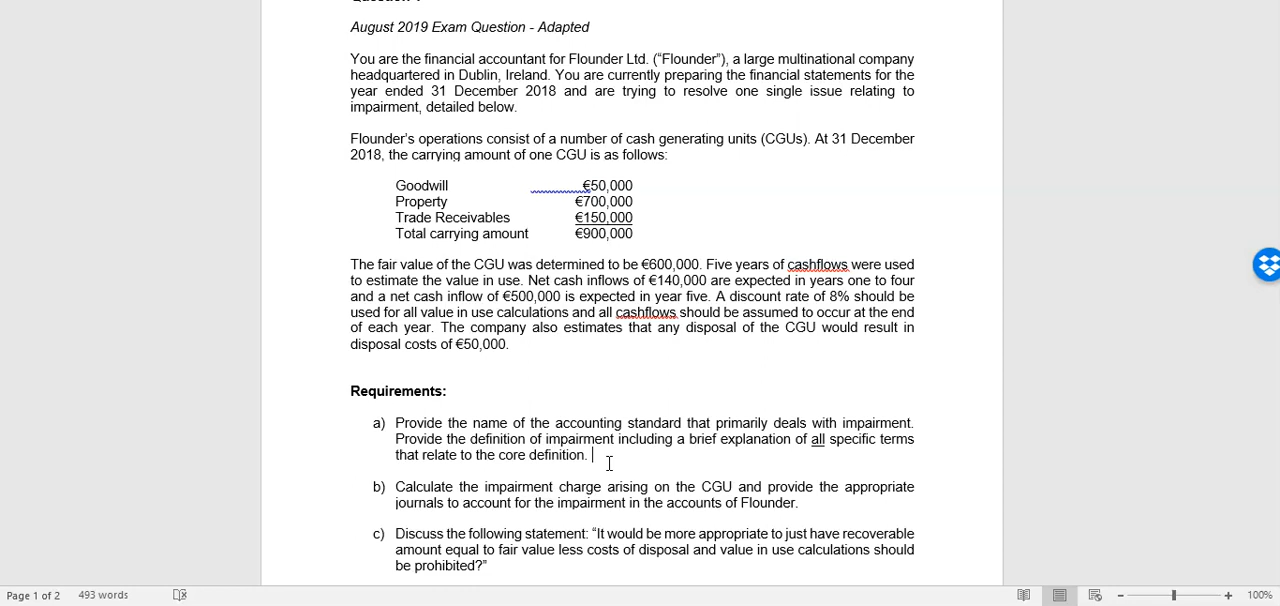 August 2019 Exam Question - Adapted
You are the financial accountant for Flounder Ltd. (“Flounder”), a large multinational company
headquartered in Dublin, Ireland. You are currently preparing the financial statements for the
year ended 31 December 2018 and are trying to resolve one single issue relating to
impairment, detailed below.
Flounder’s operations consist of a number of cash generating units (CGUs). At 31 December
2018, the carrying amount of one CGU is as follows:
Goodwill €50,000
Property €700,000
Trade Receivables €150,000
Total carrying amount €900,000
The fair value of the CGU was determined to be €600,000. Five years of cashflows were used
to estimate the value in use. Net cash inflows of €140,000 are expected in years one to four
and a net cash inflow of €500,000 is expected in year five. A discount rate of 8% should be
used for all value in use calculations and all cashflows should be assumed to occur at the end
of each year. The company also estimates that any disposal of the CGU would result in
disposal costs of €50,000.
Requirements:
a) Provide the name of the accounting standard that primarily deals with impairment.
Provide the definition of impairment including a brief explanation of all specific terms
that relate to the core definition.
b) Calculate the impairment charge arising on the CGU and provide the appropriate
journals to account for the impairment in the accounts of Flounder.
c) Discuss the following statement: “It would be more appropriate to just have recoverable
amount equal to fair value less costs of disposal and value in use calculations should
be prohibited?”
Page 1 of 2 493 words 100%